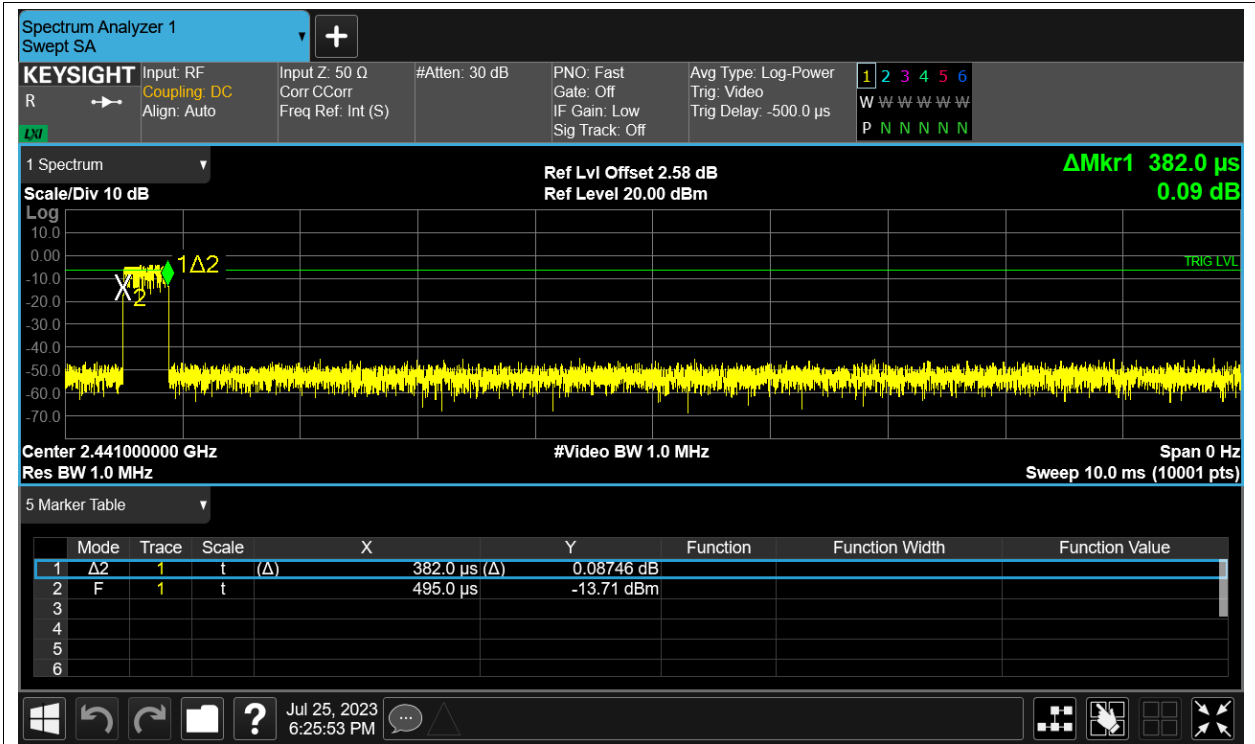 Spectrum Analyzer 1
Swept SA
+
KEYSIGHT Input: RF Input Z: 50 Ω #Atten: 30 dB PNO: Fast Avg Type: Log-Power 1 2 3 4 5 6
R Coupling: DC Corr CCorr Gate: Off Trig: Video W W W W W W
Align: Auto Freq Ref: Int (S) IF Gain: Low Trig Delay: -500.0 μs
LXI Sig Track: Off P N N N N N
1 Spectrum Ref Lvl Offset 2.58 dB ΔMkr1 382.0 μs
Scale/Div 10 dB Ref Level 20.00 dBm 0.09 dB
Log
10.0
0.00 1Δ2 TRIG LVL
-10.0 X2
-20.0
-30.0
-40.0
-50.0
-60.0
-70.0
Center 2.441000000 GHz #Video BW 1.0 MHz Span 0 Hz
Res BW 1.0 MHz Sweep 10.0 ms (10001 pts)
5 Marker Table
Mode Trace Scale X Y Function Function Width Function Value
1 Δ2 1 t (Δ) 382.0 μs (Δ) 0.08746 dB
2 F 1 t 495.0 μs -13.71 dBm
3
4
5
6
? Jul 25, 2023
6:25:53 PM